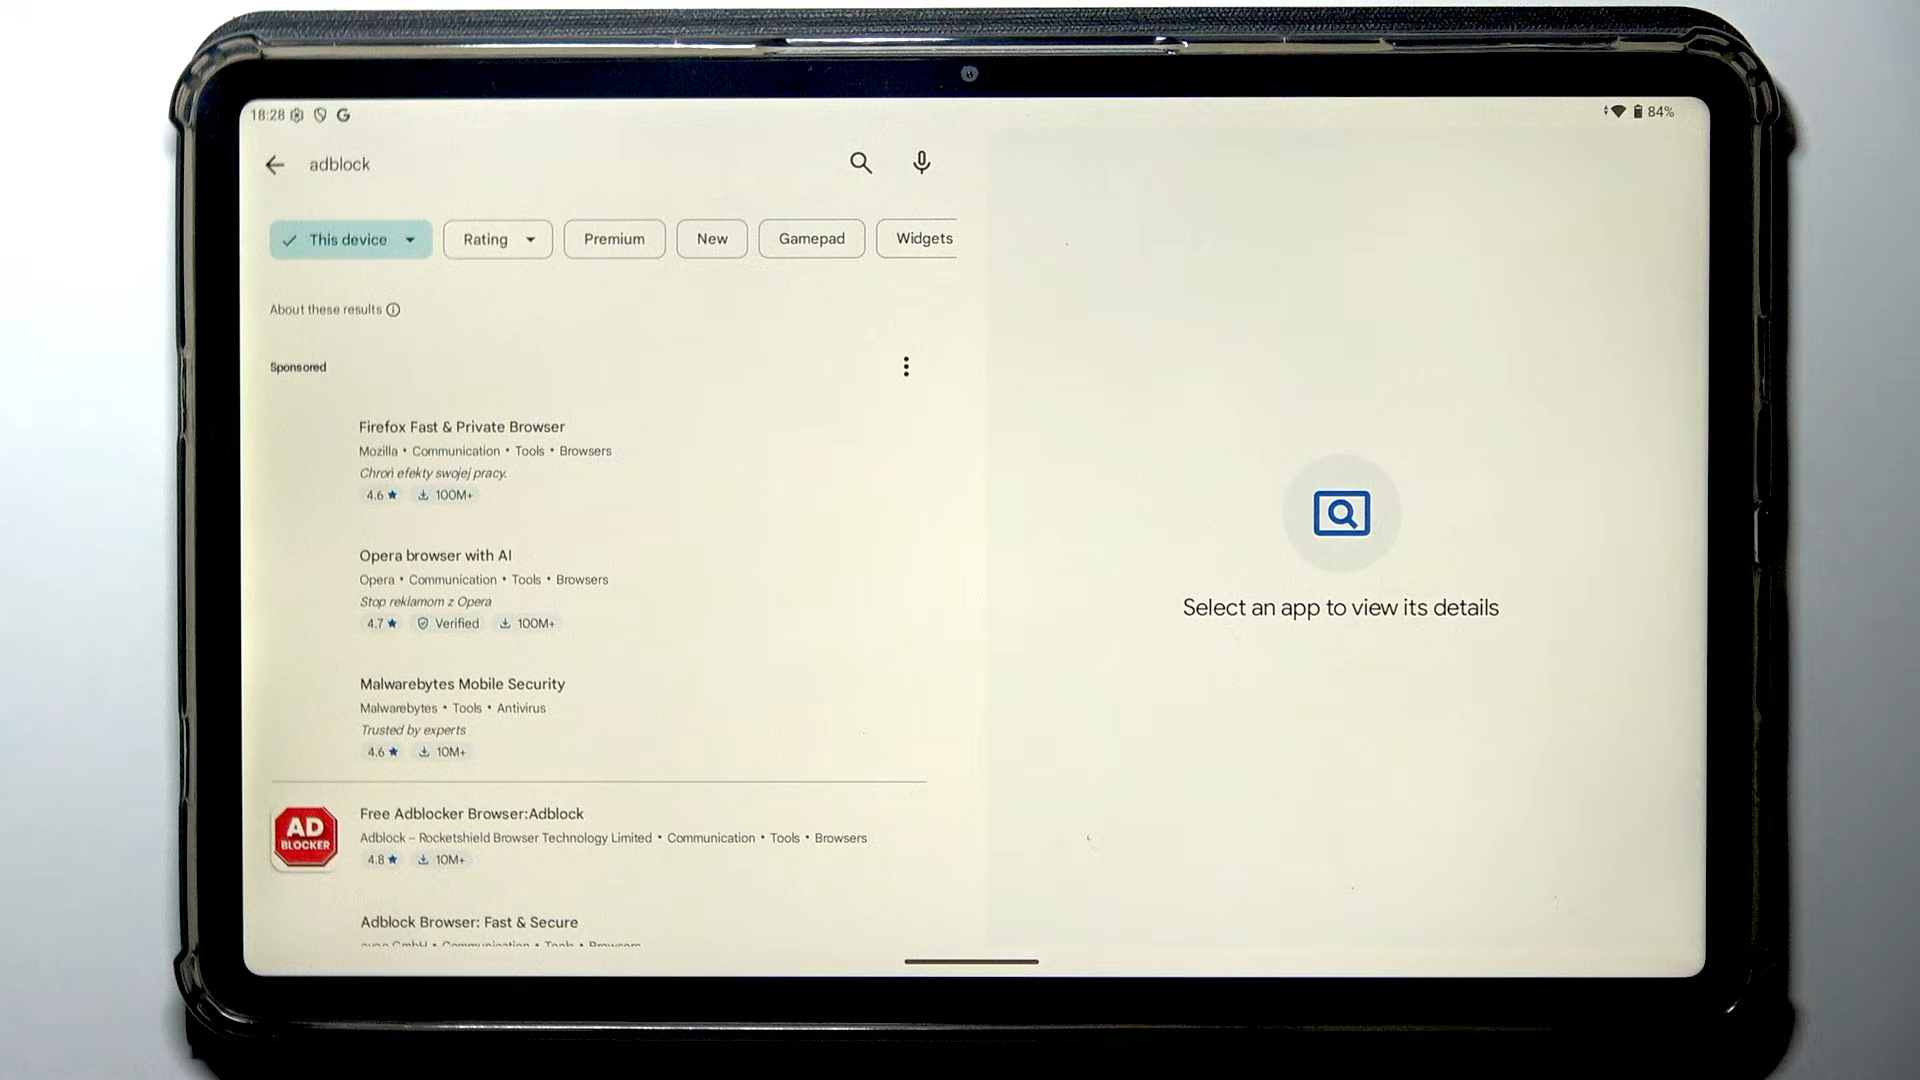 18:28
84%
adblock
This device
Rating
Premium
New
Gamepad
Widgets
About these results
Sponsored
Firefox Fast & Private Browser
Mozilla • Communication • Tools • Browsers
Chroń efekty swojej pracy.
4.6 ★ 100M+
Opera browser with AI
Opera • Communication • Tools • Browsers
Stop reklamom z Opera
4.7 ★ Verified 100M+
Malwarebytes Mobile Security
Malwarebytes • Tools • Antivirus
Trusted by experts
4.6 ★ 10M+
AD
BLOCKER
Free Adblocker Browser:Adblock
Adblock – Rocketshield Browser Technology Limited • Communication • Tools • Browsers
4.8 ★ 10M+
Adblock Browser: Fast & Secure
GmbH • Communication • Tools • Browsers
Select an app to view its details